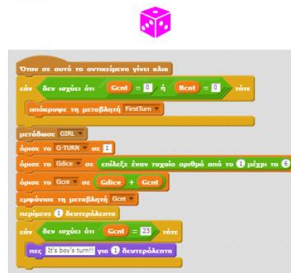 Όταν σε αυτό το αντικείμενο γίνει κλικ
εάν δεν ισχύει ότι Gcnt = 0 ή Bcnt = 0 τότε
απόκρυψε τη μεταβλητή FirstTurn
μετάδωσε GIRL
όρισε το G-TURN σε 1
όρισε το Gdice σε επίλεξε έναν τυχαίο αριθμό από το 1 μέχρι το 6
όρισε το Gcnt σε Gdice + Gcnt
εμφάνισε τη μεταβλητή Gcnt
περίμενε 1 δευτερόλεπτα
εάν δεν ισχύει ότι Gcnt = 23 τότε
πες It's boy's turn!! για 1 δευτερόλεπτα